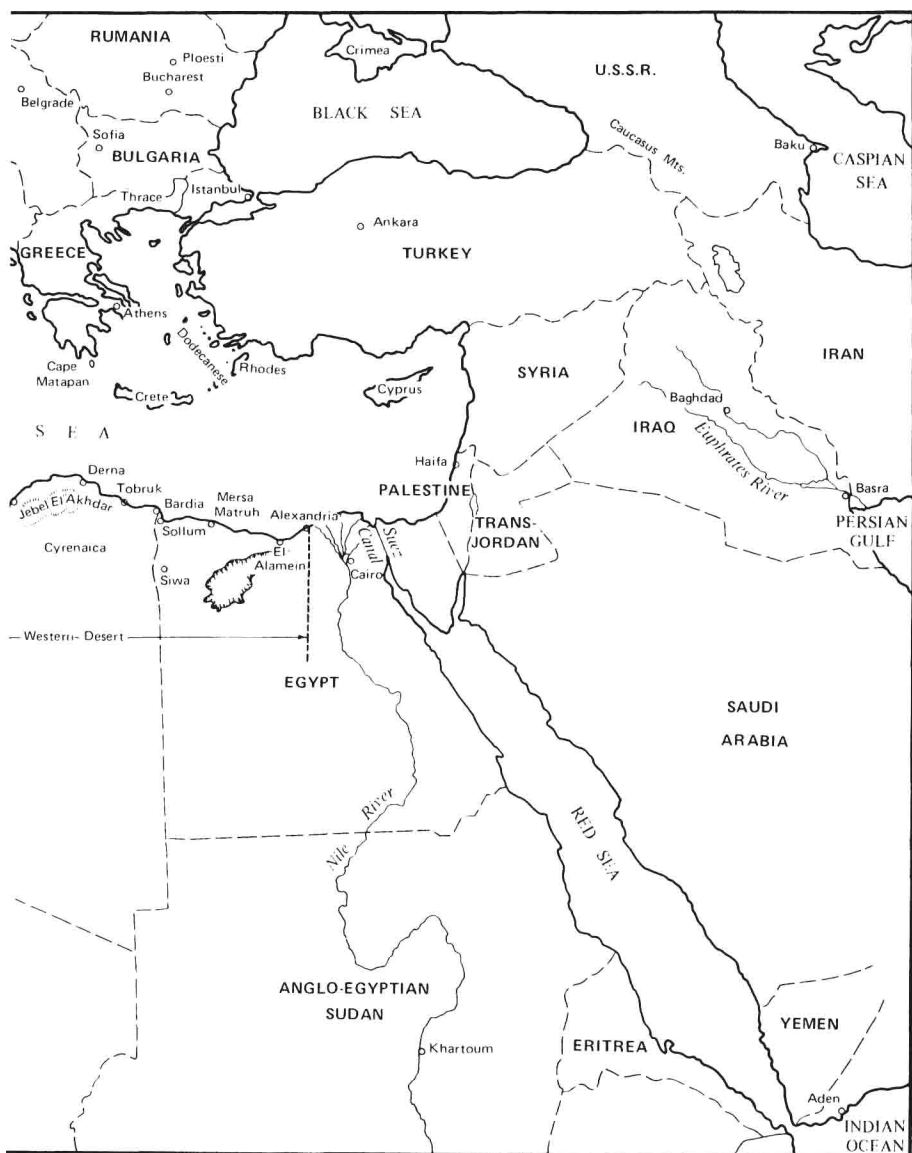 RUMANIA
Ploesti
Bucharest
Belgrade
Sofia
BULGARIA
Thrace
Istanbul
GREECE
Athens
Cape
Matapan
Crete
Dodecanese
Rhodes
SEA
Crimea
BLACK SEA
U.S.S.R.
Caucasus Mts.
Baku
CASPIAN
SEA
Ankara
TURKEY
Cyprus
SYRIA
IRAN
Baghdad
IRAQ
Euphrates River
Basra
PERSIAN
GULF
Haifa
PALESTINE
TRANS-
JORDAN
Derna
Tobruk
Jebel El Akhdar
Bardia
Sollum
Mersa
Matruh
Alexandria
El-
Alamein
Suez
Canal
Cairo
Cyrenaica
Siwa
Western Desert
EGYPT
SAUDI
ARABIA
Nile River
RED SEA
ANGLO-EGYPTIAN
SUDAN
Khartoum
ERITREA
YEMEN
Aden
INDIAN
OCEAN